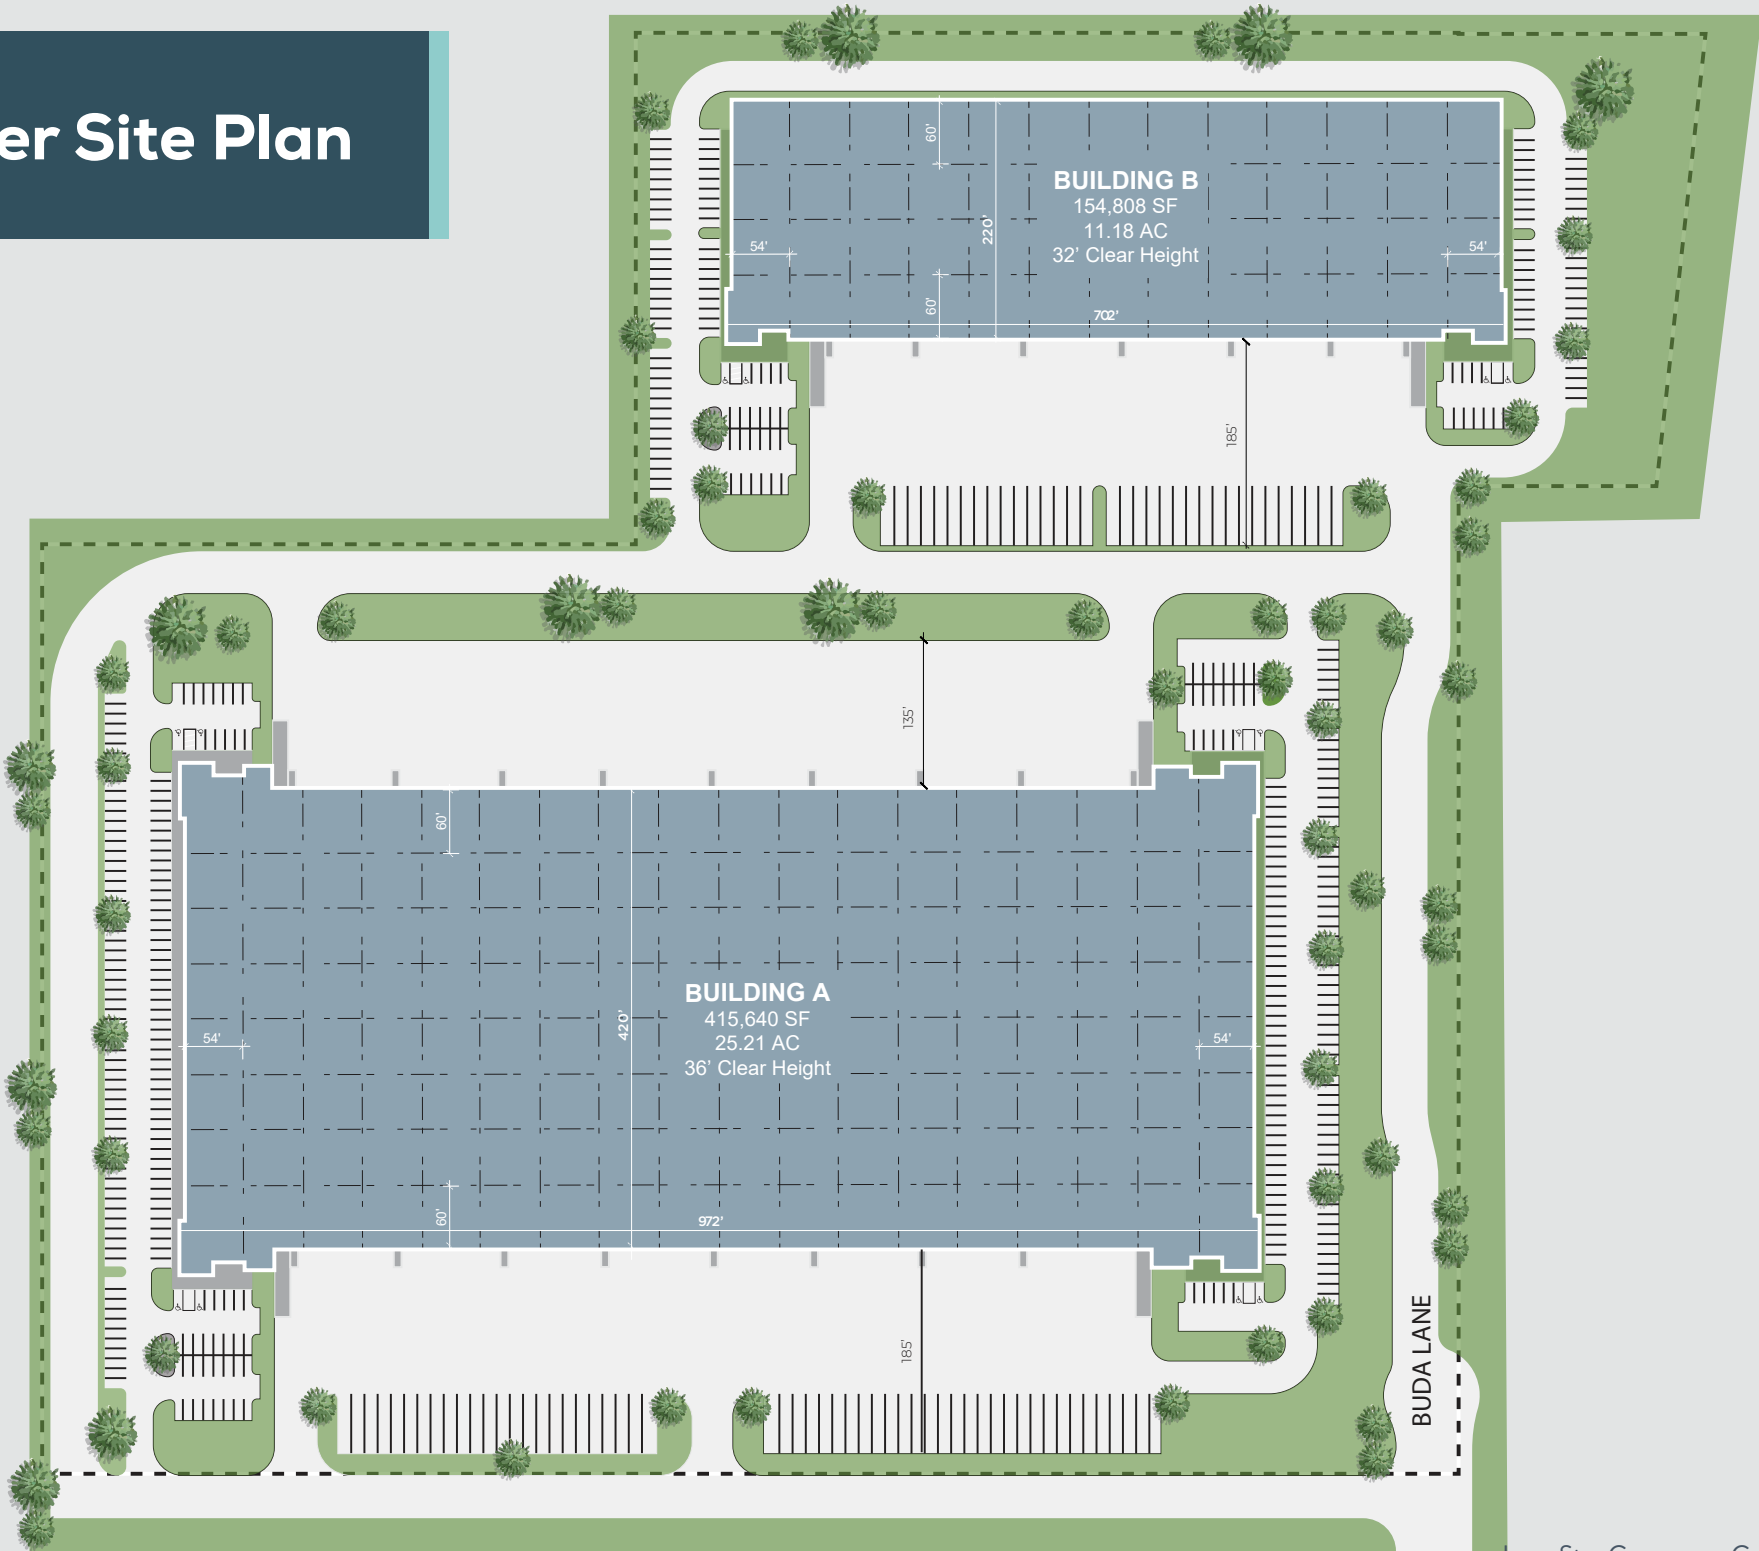 er Site Plan
60'
BUILDING B
154,808 SF
11.18 AC
32’ Clear Height
220'
54'
54'
60'
702'
185'
135'
60'
BUILDING A
415,640 SF
25.21 AC
36’ Clear Height
420'
54'
54'
60'
972'
185'
BUDA LANE